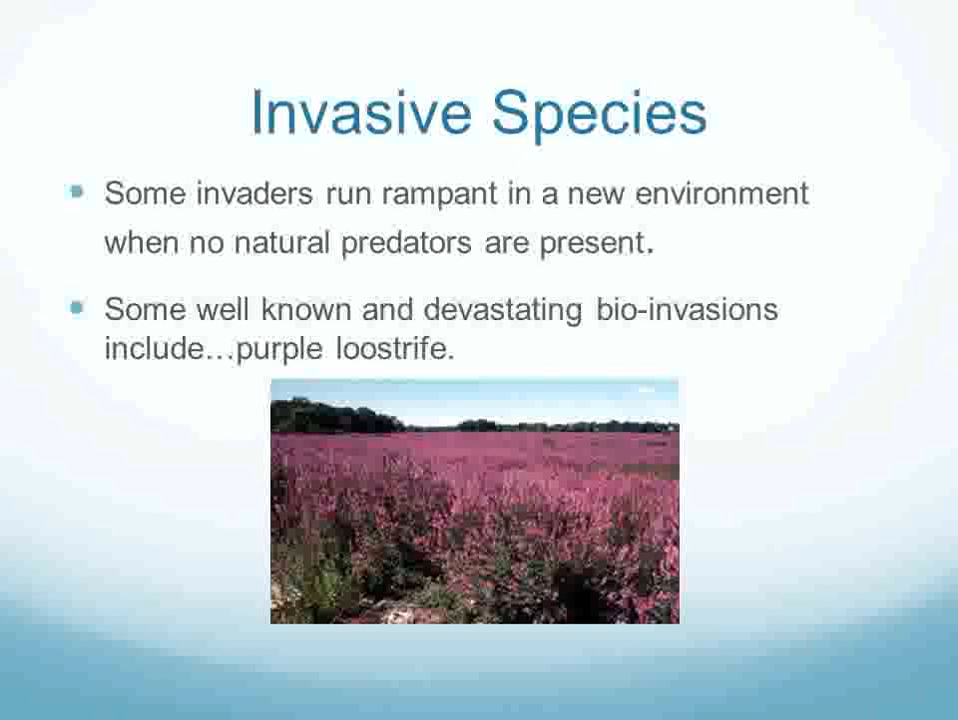 Invasive Species
Some invaders run rampant in a new environment
when no natural predators are present.
Some well known and devastating bio-invasions
include…purple loostrife.